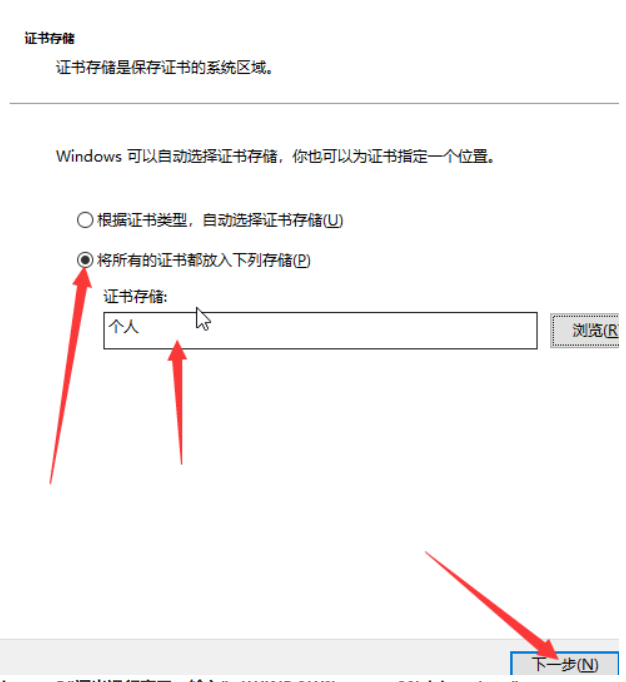 证书存储
证书存储是保存证书的系统区域。
Windows 可以自动选择证书存储，你也可以为证书指定一个位置。
根据证书类型，自动选择证书存储(U)
将所有的证书都放入下列存储(P)
证书存储:
个人
浏览(R
下一步(N)